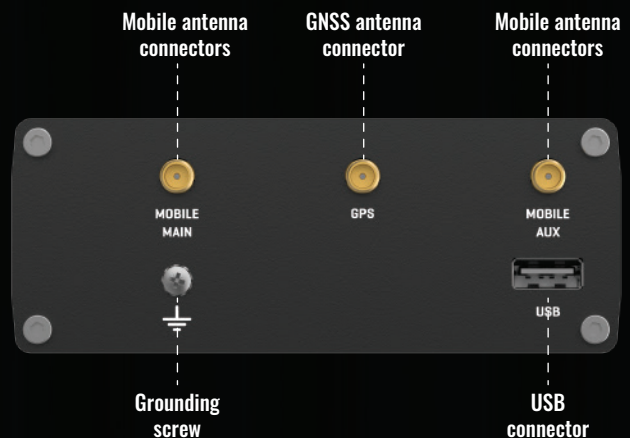 Mobile antenna
connectors
GNSS antenna
connector
Mobile antenna
connectors
MOBILE
MAIN
GPS
MOBILE
AUX
USB
Grounding
screw
USB
connector